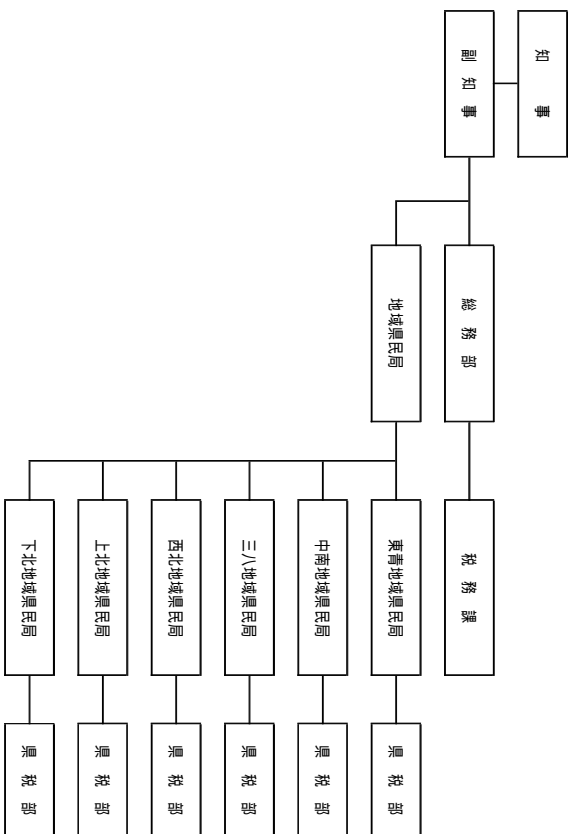 知 事
副 知 事
総 務 部
税 務 課
地域県民局
東青地域県民局
県 税 部
中南地域県民局
県 税 部
三八地域県民局
県 税 部
西北地域県民局
県 税 部
上北地域県民局
県 税 部
下北地域県民局
県 税 部